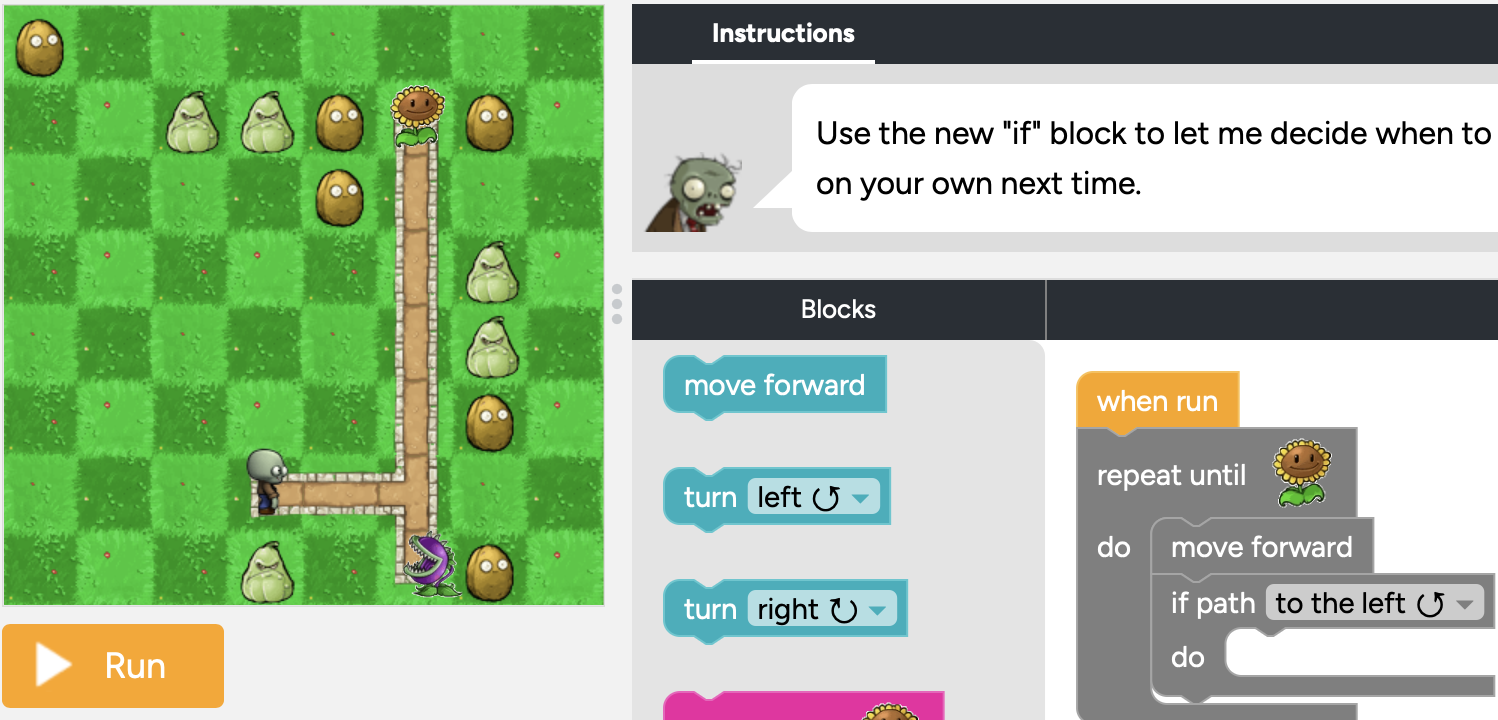 Instructions
Use the new "if" block to let me decide when to
on your own next time.
Blocks
move forward
turn left
turn right
when run
repeat until
do
move forward
if path to the left
do
Run